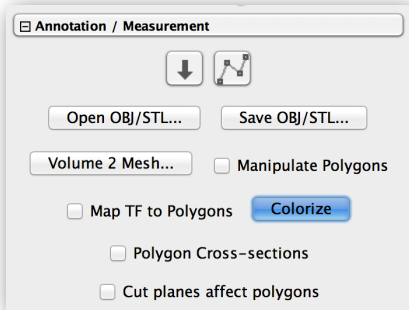 Annotation / Measurement
Open OBJ/STL... Save OBJ/STL...
Volume 2 Mesh... Manipulate Polygons
Map TF to Polygons Colorize
Polygon Cross-sections
Cut planes affect polygons